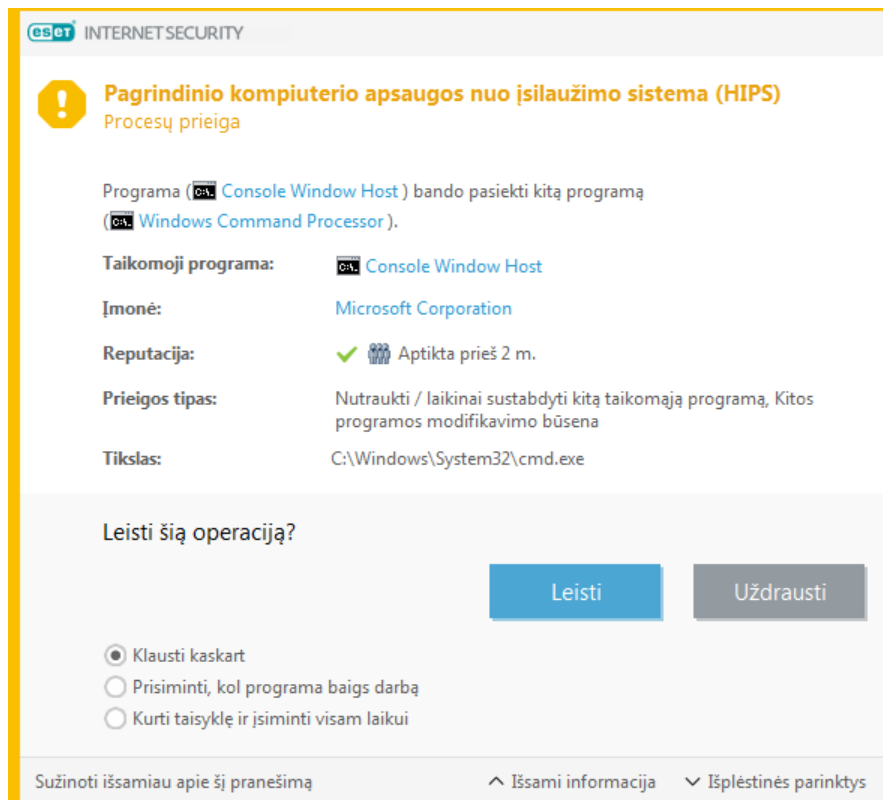 eset INTERNET SECURITY
Pagrindinio kompiuterio apsaugos nuo įsilaužimo sistema (HIPS)
Procesų prieiga
Programa ( Console Window Host ) bando pasiekti kitą programą
( Windows Command Processor ).
Taikomoji programa: Console Window Host
Įmonė: Microsoft Corporation
Reputacija: Aptikta prieš 2 m.
Prieigos tipas: Nutraukti / laikinai sustabdyti kitą taikomąją programą, Kitos
programos modifikavimo būsena
Tikslas: C:\Windows\System32\cmd.exe
Leisti šią operaciją?
Leisti Uždrausti
Klausti kaskart
Prisiminti, kol programa baigs darbą
Kurti taisyklę ir įsiminti visam laikui
Sužinoti išsamiau apie šį pranešimą Išsami informacija Išplėstinės parinktys